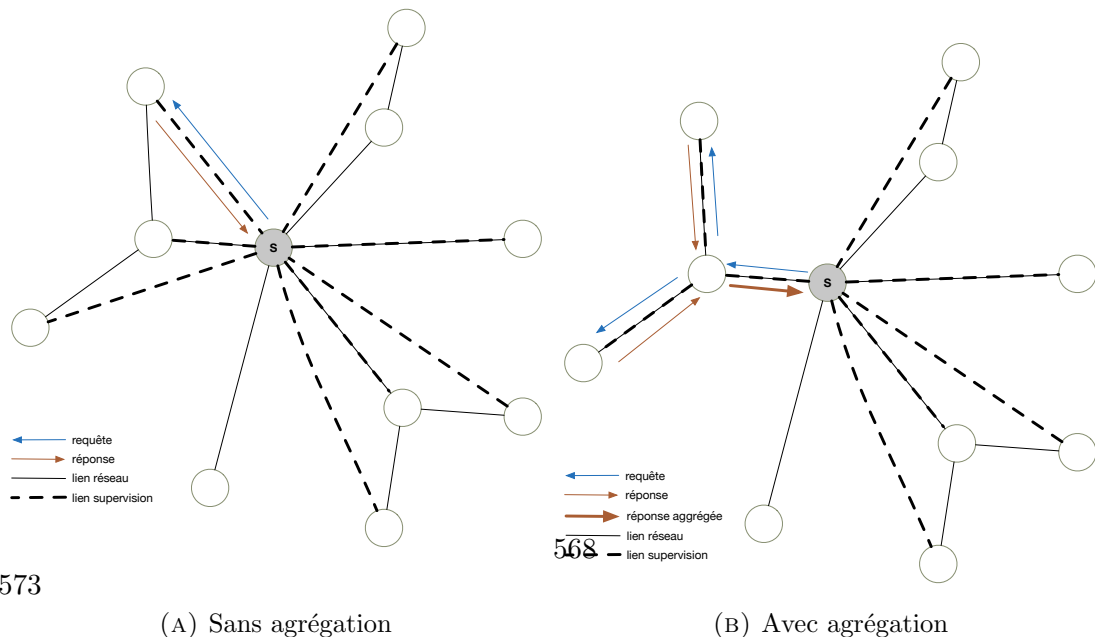 S
requête
réponse
lien réseau
lien supervision
573
(A) Sans agrégation
S
requête
réponse
réponse aggrégée
lien réseau
568
lien supervision
(B) Avec agrégation